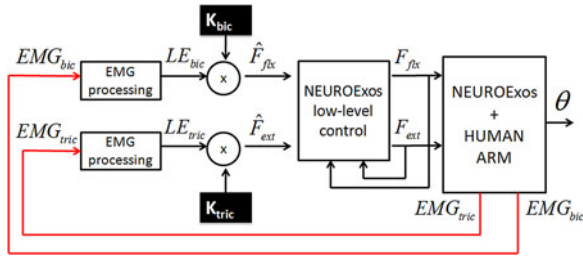 K_bic
EMG_bic
EMG
processing
LE_bic
x
F̂_flx
NEUROExos
low-level
control
F_flx
NEUROExos
+
HUMAN
ARM
θ
EMG_tric
EMG
processing
LE_tric
x
F̂_ext
F_ext
K_tric
EMG_tric
EMG_bic